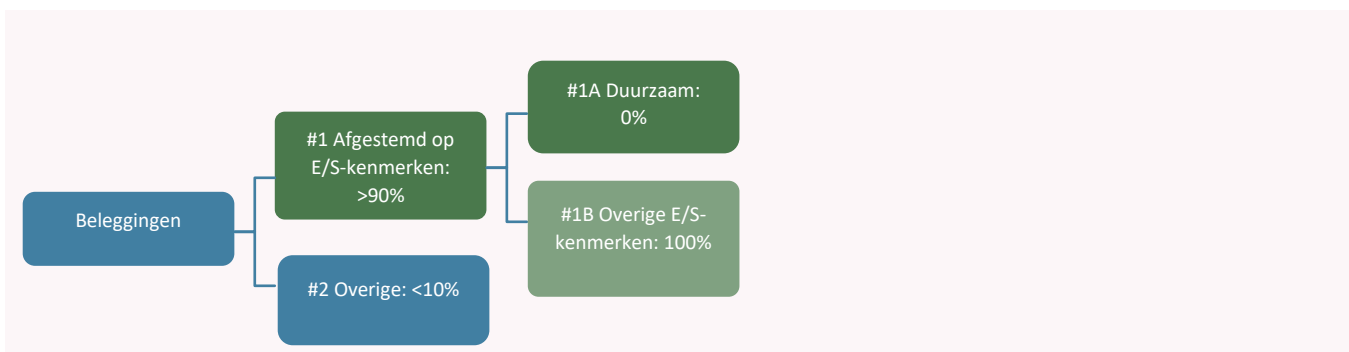 Beleggingen
#1 Afgestemd op
E/S-kenmerken:
>90%
#2 Overige: <10%
#1A Duurzaam:
0%
#1B Overige E/S-
kenmerken: 100%